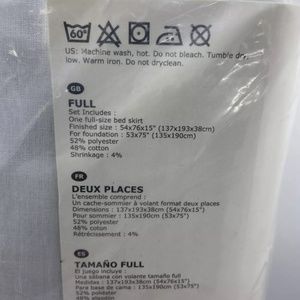 60°
US: Machine wash, hot. Do not bleach. Tumble dry,
low. Warm iron. Do not dryclean.
GB
FULL
Set Includes :
One full-size bed skirt
Finished size : 54x76x15" (137x193x38cm)
For foundation : 53x75" (135x190cm)
52% polyester
48% cotton
Shrinkage : 4%
FR
DEUX PLACES
L'ensemble comprend :
Un cache-sommier à volant format deux places
Dimensions : 137x193x38cm (54x76x15")
Pour sommier : 135x190cm (53x75")
52% polyester
48% coton
Rétrécissement : 4%
ES
TAMAÑO FULL
El juego incluye :
Una sábana con volante tamaño full
Medidas : 137x193x38cm (54x76x15")
Para base de cama : 135x190cm (53x75")
52% poliéster
48% algodón